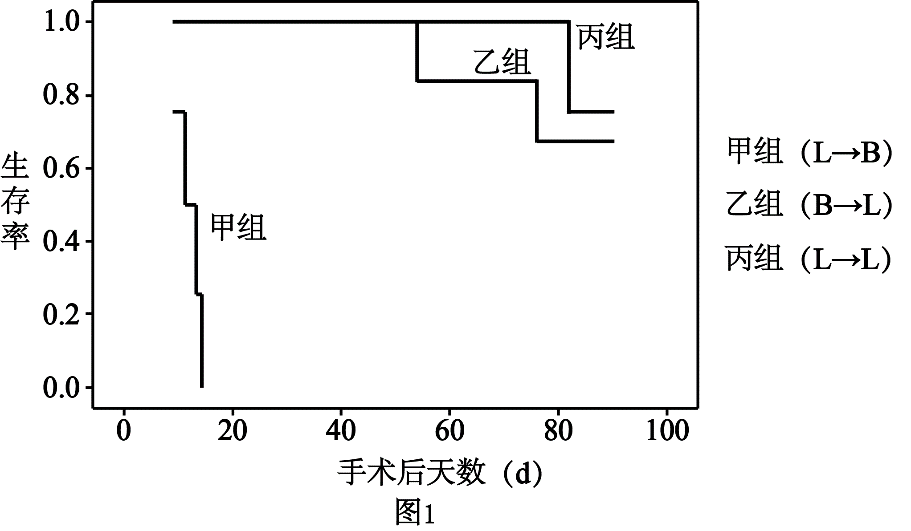 1.0
0.8
0.6
0.4
0.2
0.0
生存率
丙组
乙组
甲组
0 20 40 60 80 100
手术后天数（d）
图1
甲组（L→B）
乙组（B→L）
丙组（L→L）